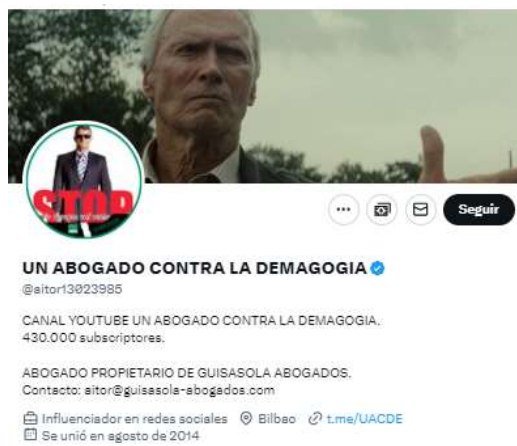 STOP
Seguir
UN ABOGADO CONTRA LA DEMAGOGIA
@aitor13023985
CANAL YOUTUBE UN ABOGADO CONTRA LA DEMAGOGIA.
430.000 subscriptores.
ABOGADO PROPIETARIO DE GUISASOLA ABOGADOS.
Contacto: aitor@guisasola-abogados.com
Influenciador en redes sociales Bilbao t.me/UACDE
Se unió en agosto de 2014